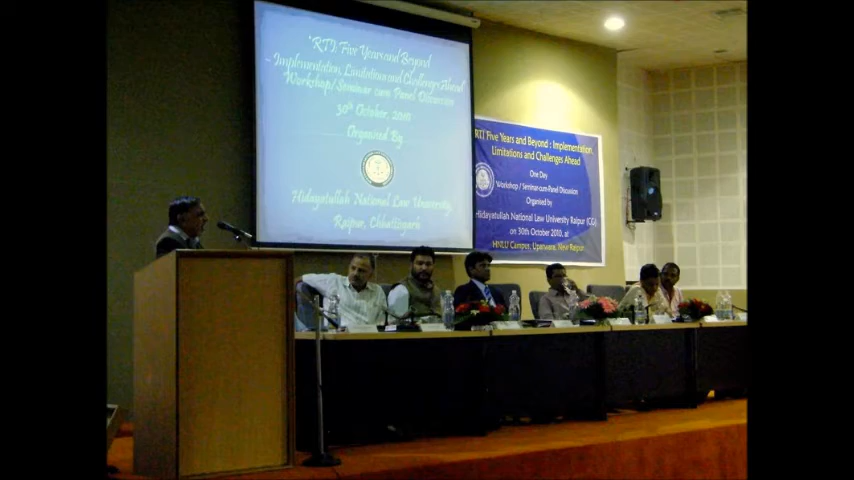 "RTI: Five Years and Beyond
- Implementation, Limitations and Challenges Ahead"
Workshop/Seminar cum Panel Discussion
30th October, 2010
Organised By
Hidayatullah National Law University,
Raipur, Chhattisgarh
RTI Five Years and Beyond : Implementation,
Limitations and Challenges Ahead
One Day
Workshop / Seminar-cum-Panel Discussion
Organised by
Hidayatullah National Law University Raipur (CG)
on 30th October 2010, at
HNLU Campus, Uparwara, New Raipur